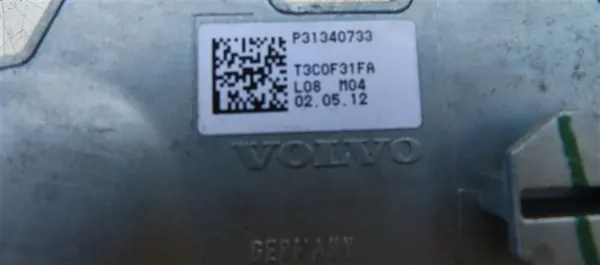 P31340733
T3C0F31FA
L08 M04
02.05.12
VOLVO
GERMANY